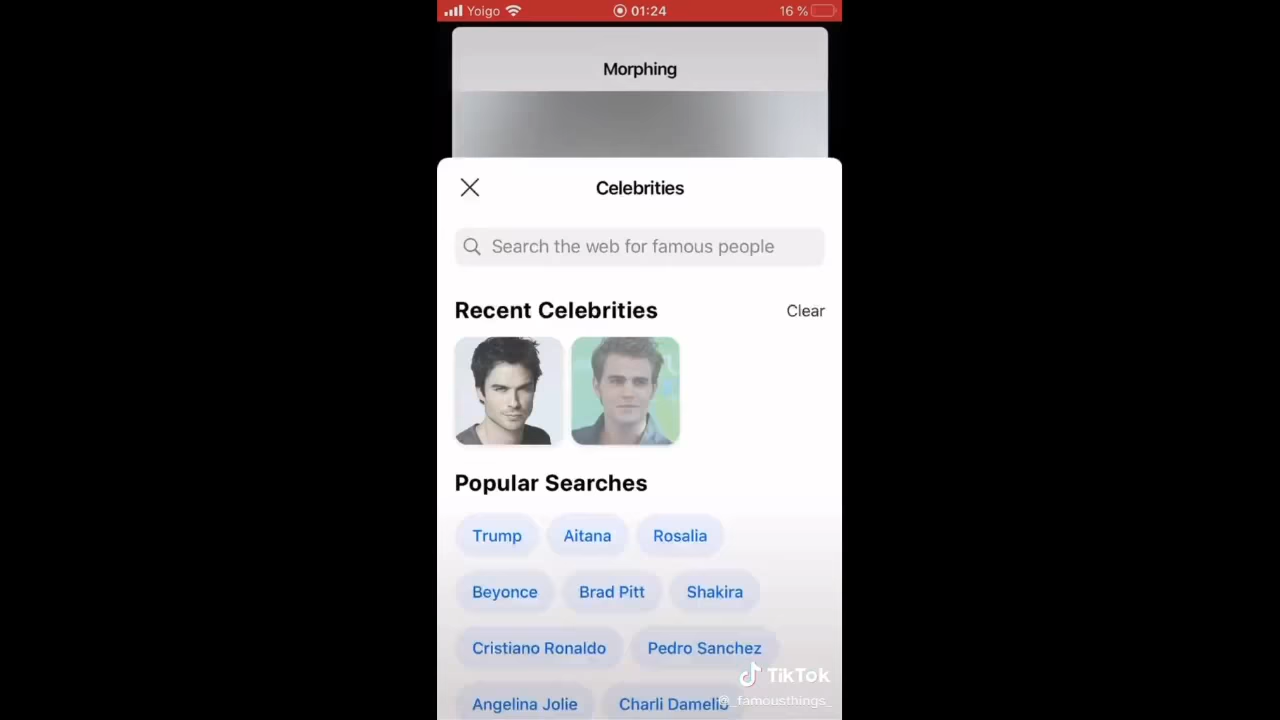 Yoigo 01:24 16 %
Morphing
Celebrities
Search the web for famous people
Recent Celebrities Clear
Popular Searches
Trump Aitana Rosalia
Beyonce Brad Pitt Shakira
Cristiano Ronaldo Pedro Sanchez
TikTok
Angelina Jolie Charli Damelio
@_famousthings_